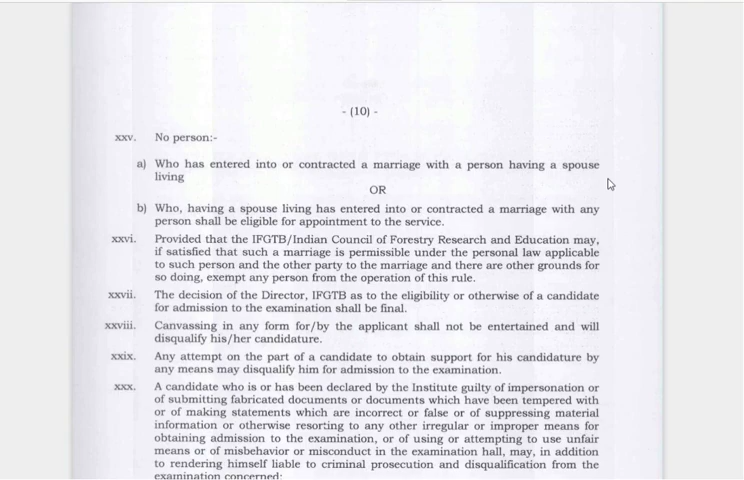 - (10) -
xxv. No person:-
a) Who has entered into or contracted a marriage with a person having a spouse
living
OR
b) Who, having a spouse living has entered into or contracted a marriage with any
person shall be eligible for appointment to the service.
xxvi. Provided that the IFGTB/Indian Council of Forestry Research and Education may,
if satisfied that such a marriage is permissible under the personal law applicable
to such person and the other party to the marriage and there are other grounds for
so doing, exempt any person from the operation of this rule.
xxvii. The decision of the Director, IFGTB as to the eligibility or otherwise of a candidate
for admission to the examination shall be final.
xxviii. Canvassing in any form for/by the applicant shall not be entertained and will
disqualify his/her candidature.
xxix. Any attempt on the part of a candidate to obtain support for his candidature by
any means may disqualify him for admission to the examination.
xxx. A candidate who is or has been declared by the Institute guilty of impersonation or
of submitting fabricated documents or documents which have been tempered with
or of making statements which are incorrect or false or of suppressing material
information or otherwise resorting to any other irregular or improper means for
obtaining admission to the examination, or of using or attempting to use unfair
means or of misbehavior or misconduct in the examination hall, may, in addition
to rendering himself liable to criminal prosecution and disqualification from the
examination concerned: